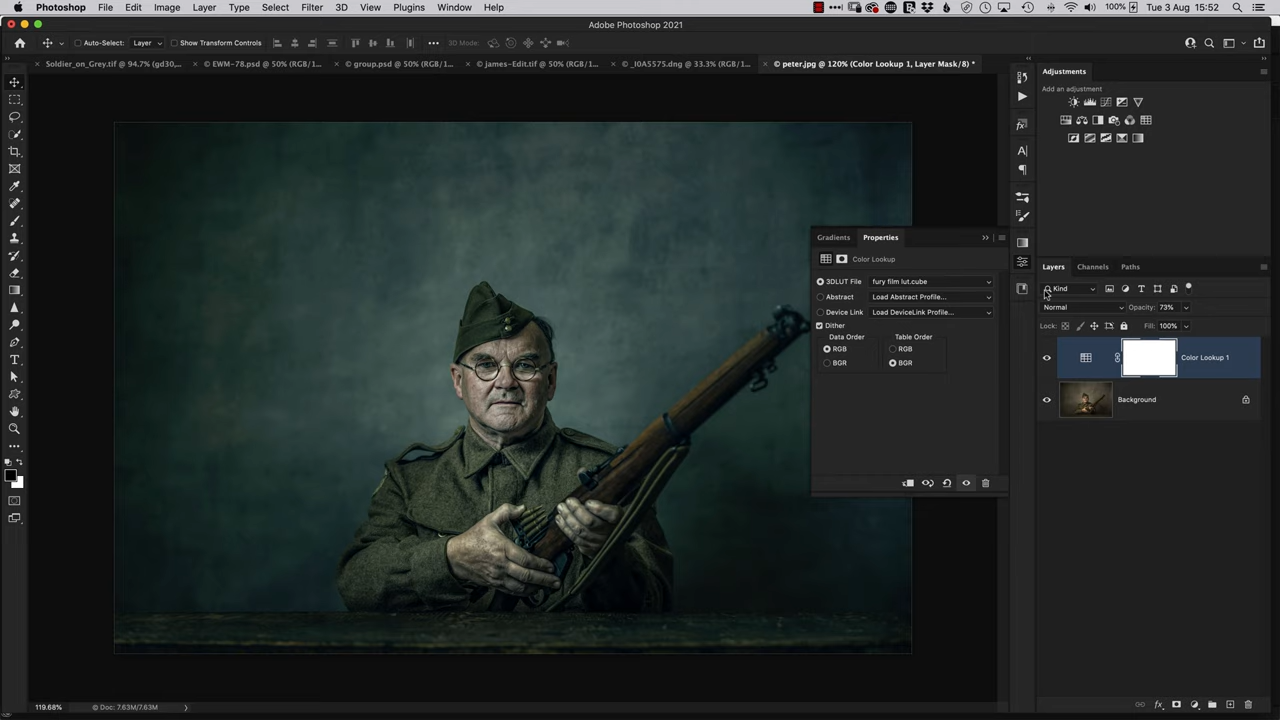 Photoshop File Edit Image Layer Type Select Filter 3D View Plugins Window Help 100% Tue 3 Aug 15:52
Adobe Photoshop 2021
Auto-Select: Layer Show Transform Controls 3D Mode:
Soldier_on_Grey.tif @ 94.7% (gd30,... © EWM-78.psd @ 50% (RGB/1... © group.psd @ 50% (RGB/1... © james-Edit.tif @ 50% (RGB/1... © _I0A5575.dng @ 33.3% (RGB/... © peter.jpg @ 120% (Color Lookup 1, Layer Mask/8) *
Adjustments
Add an adjustment
Gradients Properties
Color Lookup
3DLUT File fury film lut.cube
Abstract Load Abstract Profile...
Device Link Load DeviceLink Profile...
Dither
Data Order Table Order
RGB RGB
BGR BGR
Layers Channels Paths
Kind
Normal Opacity: 73%
Lock: Fill: 100%
Color Lookup 1
Background
119.68% Doc: 7.63M/7.63M